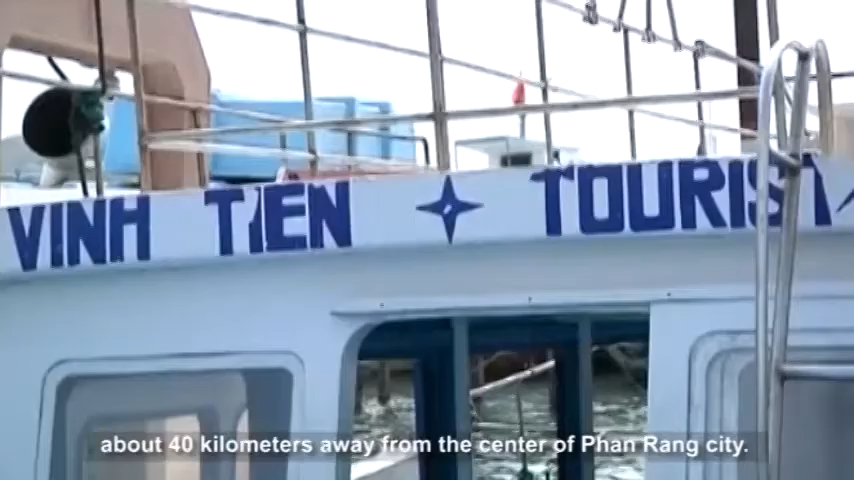 VINH TIEN TOURIST
about 40 kilometers away from the center of Phan Rang city.